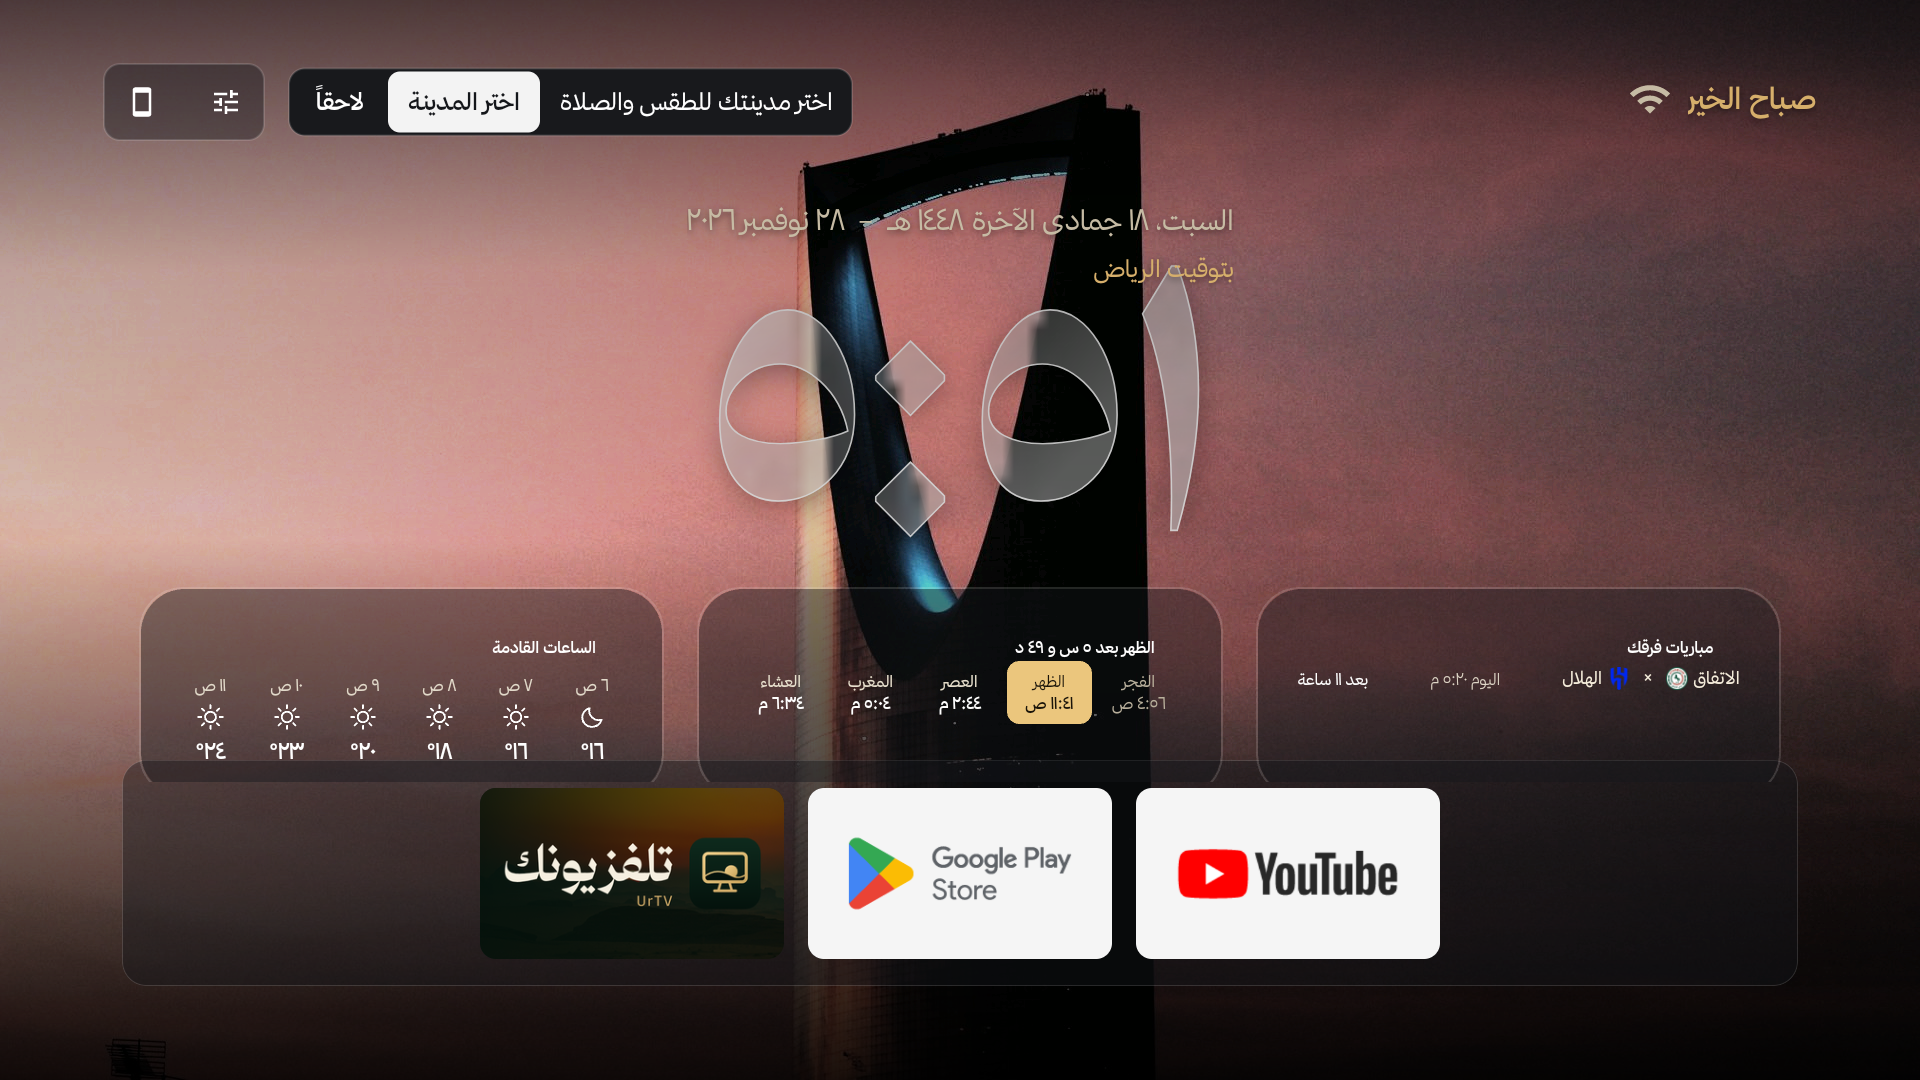 صباح الخير
اختر مدينتك للطقس والصلاة
اختر المدينة
لاحقاً
السبت، ١٨ جمادى الآخرة ١٤٤٨ هـ – ٢٨ نوفمبر ٢٠٢٦
بتوقيت الرياض
٥:٥١
مباريات فرقك
الاتفاق × الهلال اليوم ٥:٢٠ م بعد ١١ ساعة
الظهر بعد ٥ س و ٤٩ د
الفجر الظهر العصر المغرب العشاء
٤:٥٦ ص ١١:٤١ ص ٢:٤٤ م ٥:٠٤ م ٦:٣٤ م
الساعات القادمة
٦ ص ٧ ص ٨ ص ٩ ص ١٠ ص ١١ ص
١٦° ١٦° ١٨° ٢٠° ٢٣° ٢٤°
YouTube
Google Play
Store
تلفزيونك
UrTV